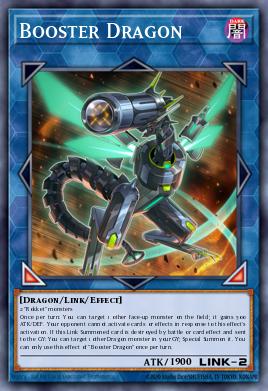 BOOSTER DRAGON
DARK
闇
[DRAGON/LINK/EFFECT]
2 "Rokket" monsters
Once per turn: You can target 1 other face-up monster on the field; it gains 500
ATK/DEF. Your opponent cannot activate cards or effects in response to this effect's
activation. If this Link Summoned card is destroyed by battle or card effect and sent
to the GY: You can target 1 other Dragon monster in your GY; Special Summon it. You
can only use this effect of "Booster Dragon" once per turn.
ATK/1900 LINK-2